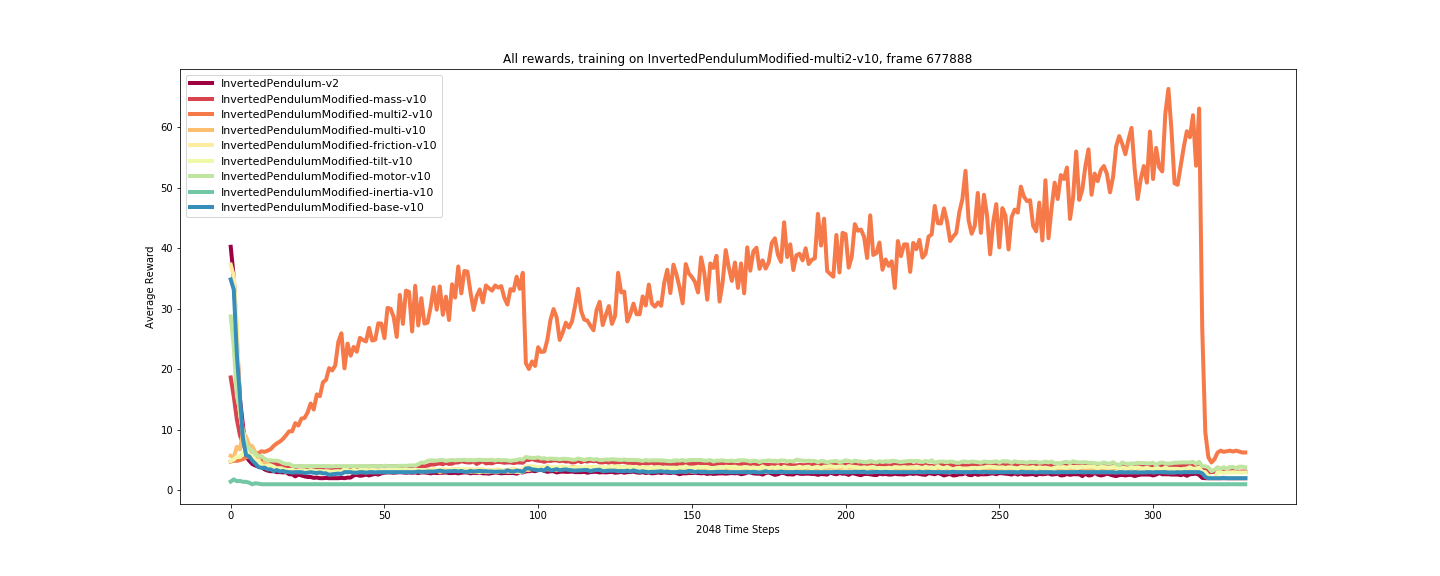 All rewards, training on InvertedPendulumModified-multi2-v10, frame 677888
InvertedPendulum-v2
InvertedPendulumModified-mass-v10
InvertedPendulumModified-multi2-v10
InvertedPendulumModified-multi-v10
InvertedPendulumModified-friction-v10
InvertedPendulumModified-tilt-v10
InvertedPendulumModified-motor-v10
InvertedPendulumModified-inertia-v10
InvertedPendulumModified-base-v10
Average Reward
60
50
40
30
20
10
0
0 50 100 150 200 250 300
2048 Time Steps